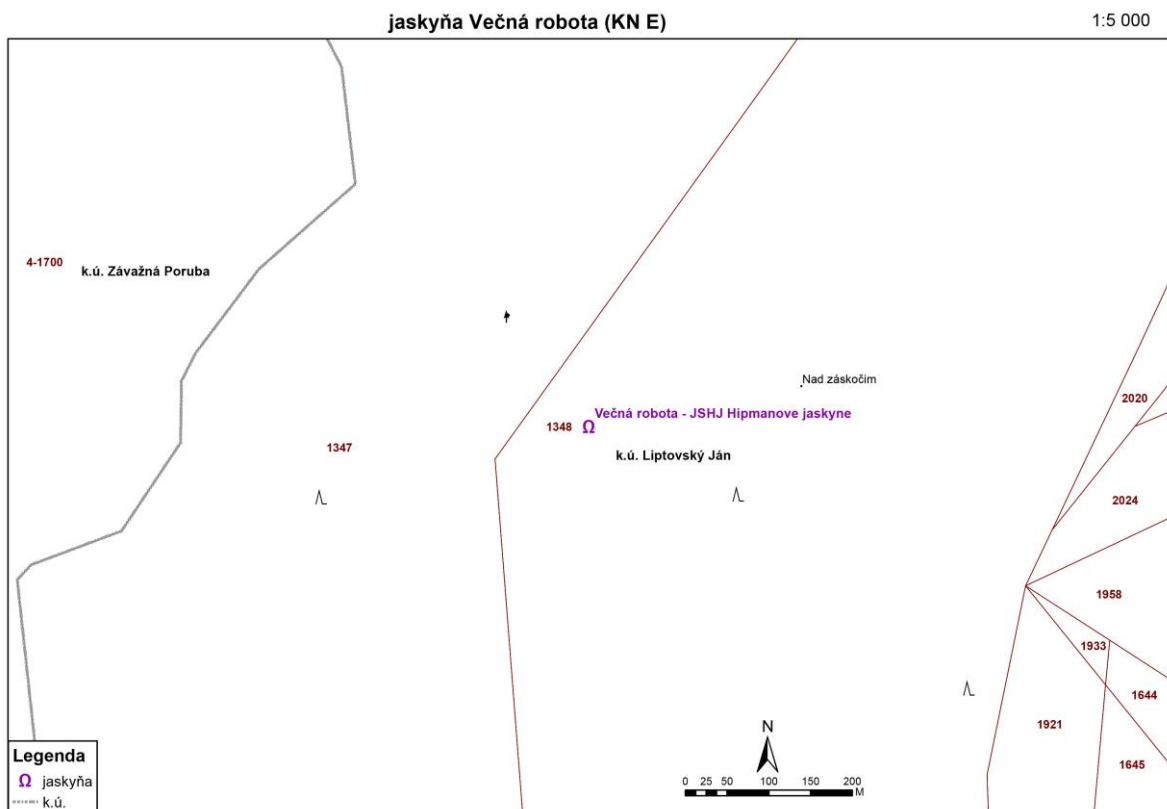 jaskyňa Večná robota (KN E)
1:5 000
4-1700
k.ú. Závažná Poruba
Nad záskočim
2020
Večná robota - JSHJ Hipmanove jaskyne
1348
1347
k.ú. Liptovský Ján
2024
1958
1933
1644
1921
1645
N
0 25 50 100 150 200
M
Legenda
Ω jaskyňa
k.ú.